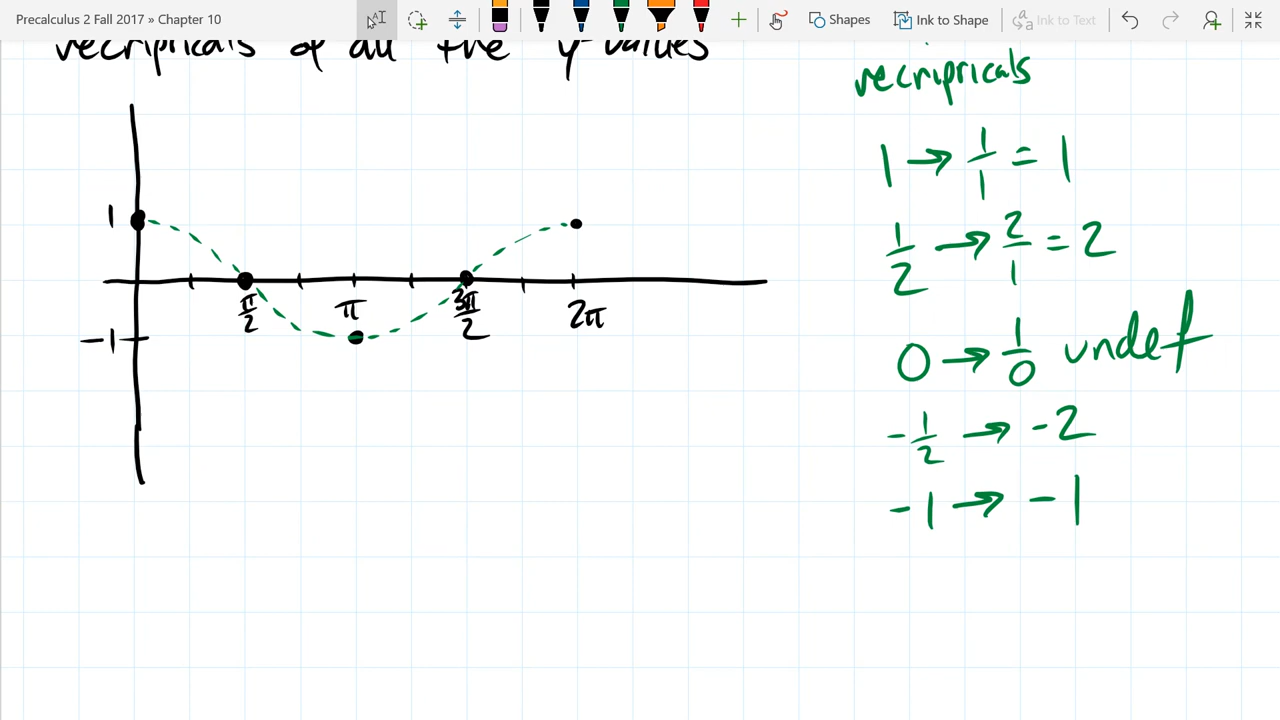 Precalculus 2 Fall 2017 » Chapter 10
Shapes
Ink to Shape
Ink to Text
recripricals of all the y-values
recripricals
1 → 1/1 = 1
1/2 → 2/1 = 2
0 → 1/0 undef
-1/2 → -2
-1 → -1
1
π/2
π
3π/2
2π
-1